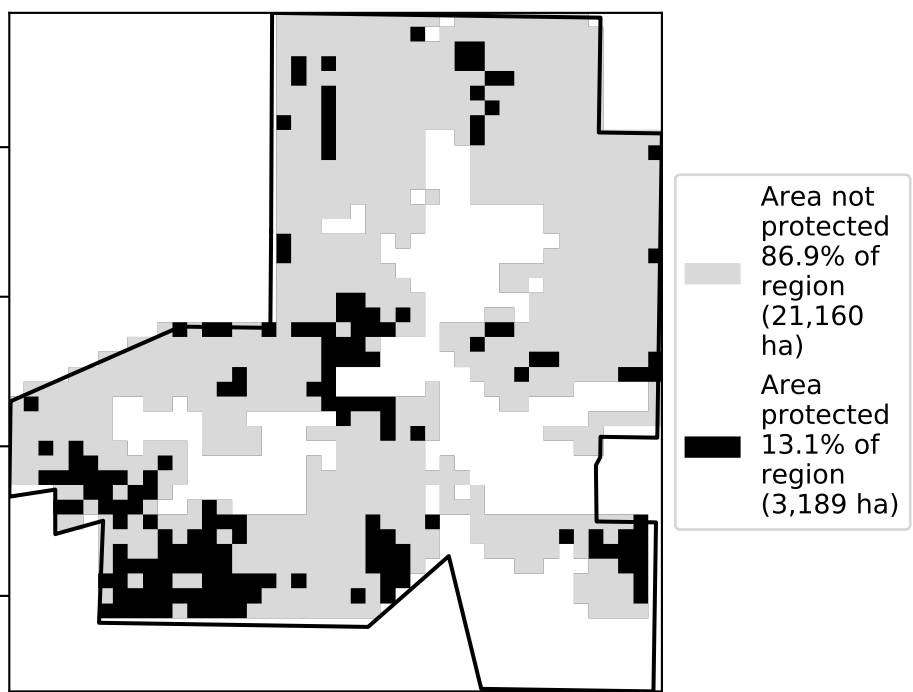 Area not
protected
86.9% of
region
(21,160
ha)
Area
protected
13.1% of
region
(3,189 ha)